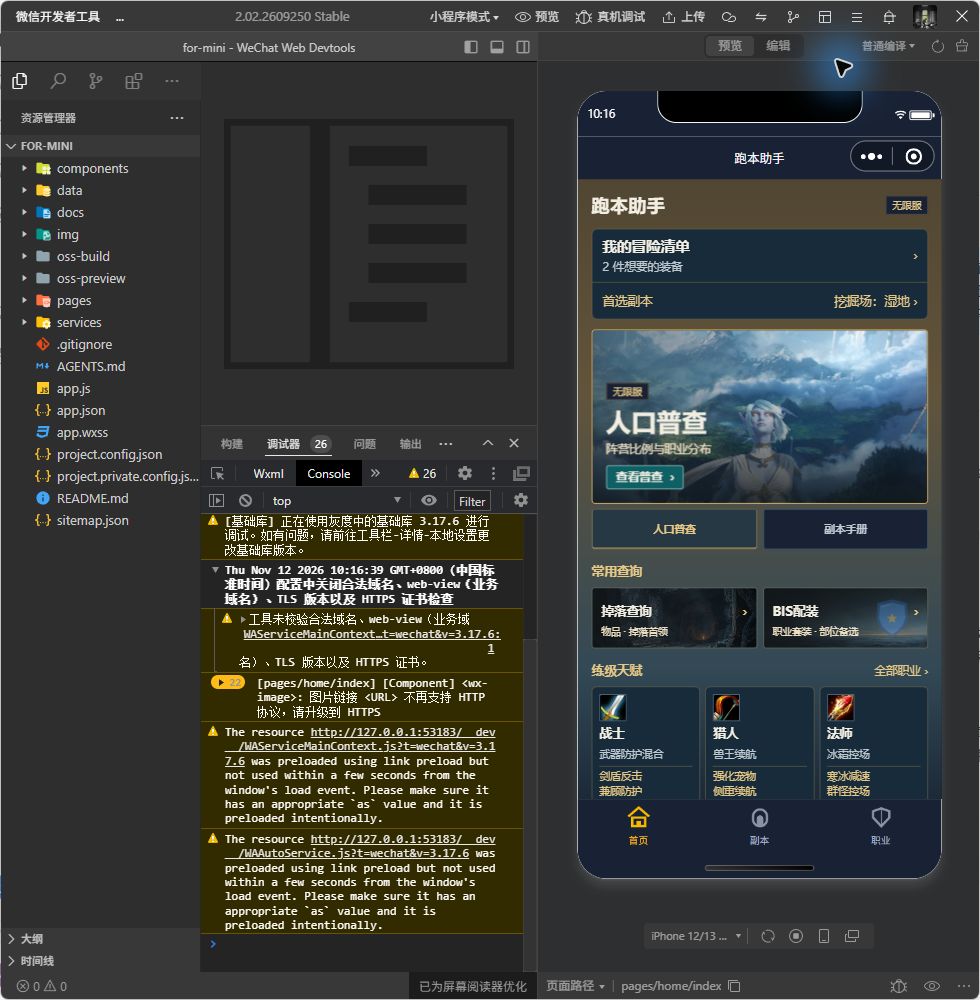 微信开发者工具 ... 2.02.2609250 Stable 小程序模式 预览 真机调试 上传
for-mini - WeChat Web Devtools
预览 编辑 普通编译
资源管理器
FOR-MINI
components
data
docs
img
oss-build
oss-preview
pages
services
.gitignore
AGENTS.md
app.js
app.json
app.wxss
project.config.json
project.private.config.js...
README.md
sitemap.json
大纲
时间线
0 0
构建 调试器 26 问题 输出
Wxml Console 26
top Filter
[基础库] 正在使用灰度中的基础库 3.17.6 进行
调试。如有问题，请前往工具栏-详情-本地设置更
改基础库版本。
Thu Nov 12 2026 10:16:39 GMT+0800 (中国标
准时间) 配置中关闭合法域名、web-view（业务
域名）、TLS 版本以及 HTTPS 证书检查
工具未校验合法域名、web-view（业务域
WAServiceMainContext…t=wechat&v=3.17.6:
1
名）、TLS 版本以及 HTTPS 证书。
22 [pages/home/index] [Component] <wx-
image>: 图片链接 <URL> 不再支持 HTTP
协议，请升级到 HTTPS
The resource http://127.0.0.1:53183/__dev
__/WAServiceMainContext.js?t=wechat&v=3.1
7.6 was preloaded using link preload but
not used within a few seconds from the
window's load event. Please make sure it
has an appropriate `as` value and it is
preloaded intentionally.
The resource http://127.0.0.1:53183/__dev
__/WAAutoService.js?t=wechat&v=3.17.6 was
preloaded using link preload but not used
within a few seconds from the window's
load event. Please make sure it has an
appropriate `as` value and it is
preloaded intentionally.
已为屏幕阅读器优化
10:16
跑本助手
跑本助手 无限服
我的冒险清单
2 件想要的装备
首选副本 挖掘场：湿地 ›
无限服
人口普查
阵营比例与职业分布
查看普查 ›
人口普查 副本手册
常用查询
掉落查询 ›
物品 · 掉落首领
BIS配装 ›
职业套装 · 部位备选
练级天赋 全部职业 ›
战士
武器防护混合
剑盾反击
兼顾防护
猎人
兽王续航
强化宠物
侧重续航
法师
冰霜控场
寒冰减速
群怪控场
首页 副本 职业
iPhone 12/13 ...
页面路径 pages/home/index